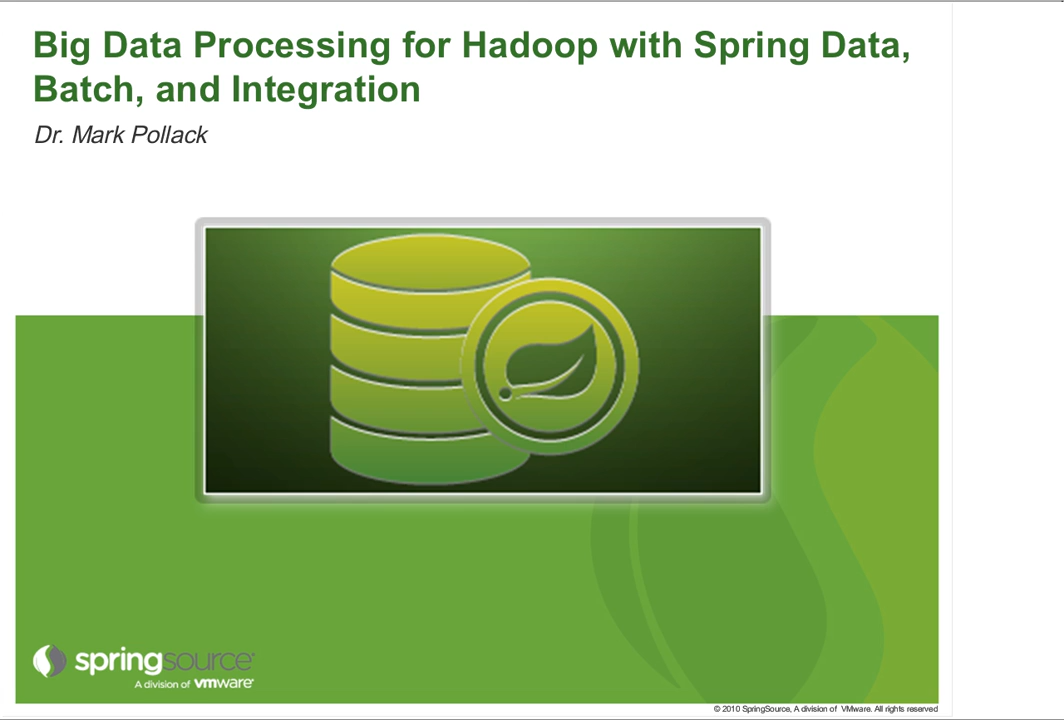 Big Data Processing for Hadoop with Spring Data,
Batch, and Integration
Dr. Mark Pollack
springsource
A division of vmware
© 2010 SpringSource, A division of VMware. All rights reserved